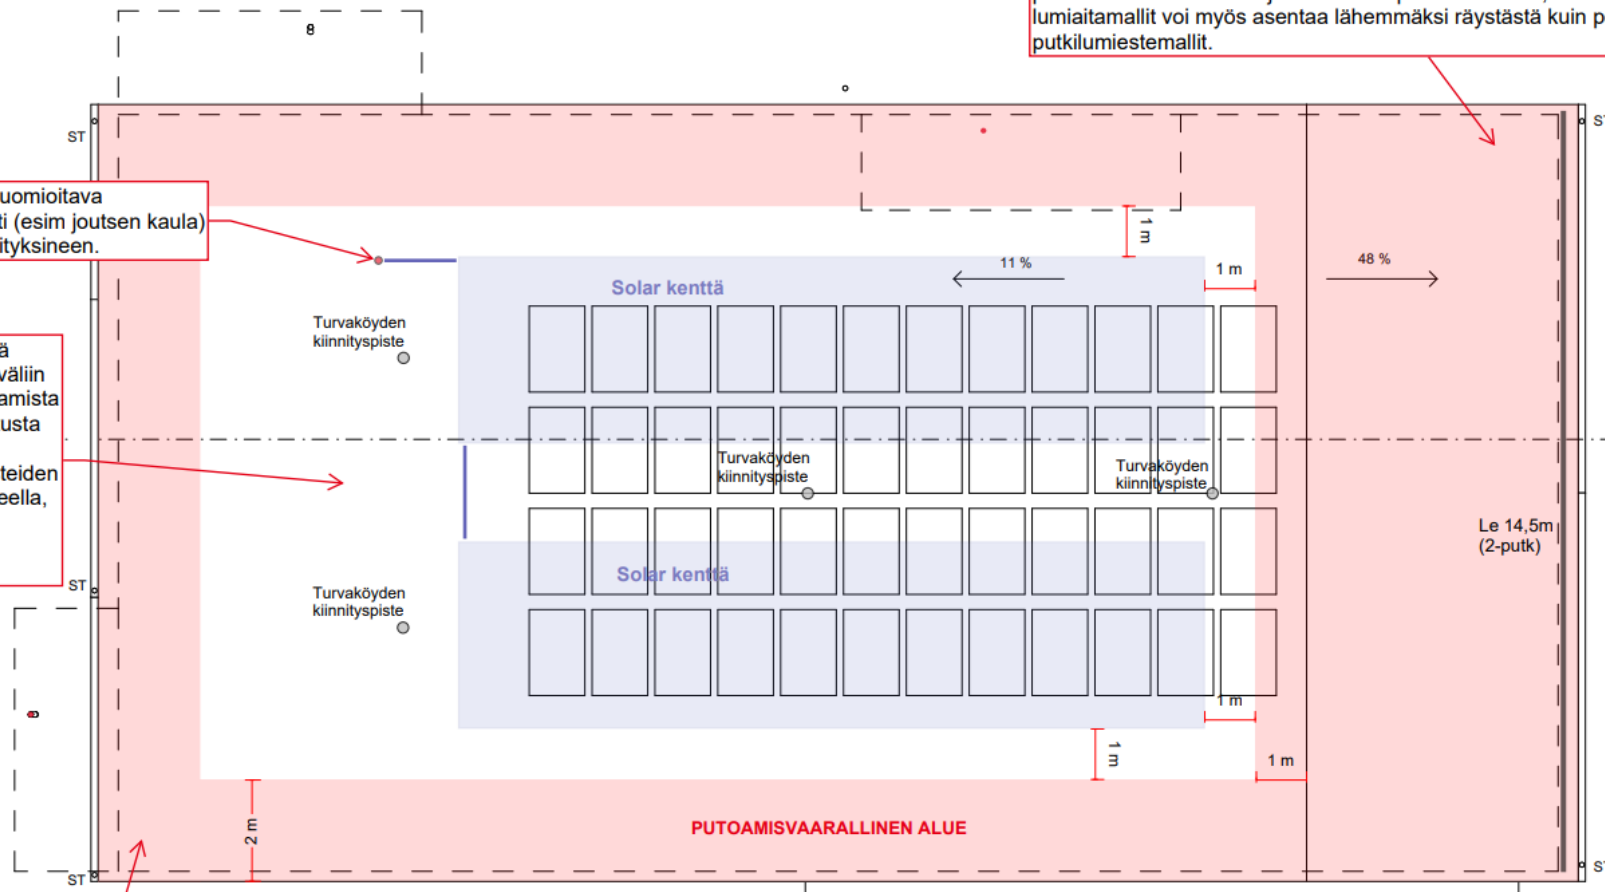 lumiaitamallit voi myös asentaa lähemmäksi räystästä kuin p
putkilumiestemallit.
8
ST
ST
uomioitava
ti (esim joutsen kaula)
ityksineen.
1 m
11 %
1 m
48 %
Solar kenttä
Turvaköyden
kiinnityspiste
ä
väliin
amista
usta
teiden
eella,
Turvaköyden
kiinnityspiste
Turvaköyden
kiinnityspiste
Le 14,5m
(2-putk)
Solar kenttä
ST
Turvaköyden
kiinnityspiste
1 m
1 m
1 m
2 m
PUTOAMISVAARALLINEN ALUE
ST
ST